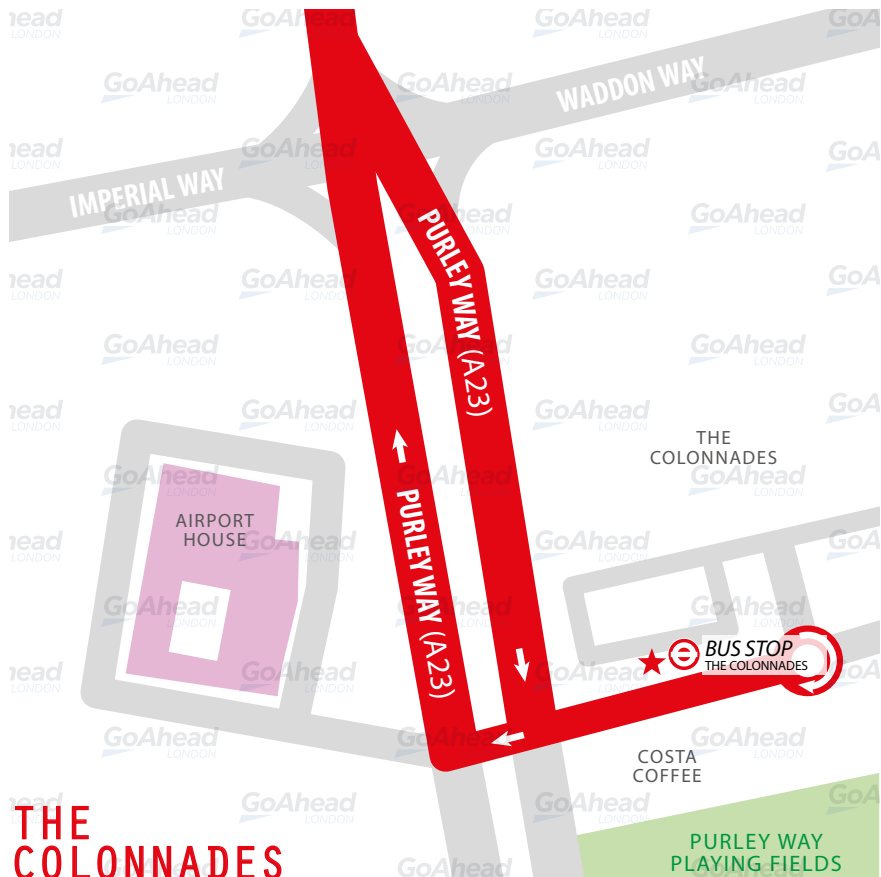 WADDON WAY
IMPERIAL WAY
PURLEY WAY (A23)
THE
COLONNADES
PURLEY WAY (A23)
AIRPORT
HOUSE
BUS STOP
THE COLONNADES
COSTA
COFFEE
PURLEY WAY
PLAYING FIELDS
THE
COLONNADES
GoAhead
LONDON